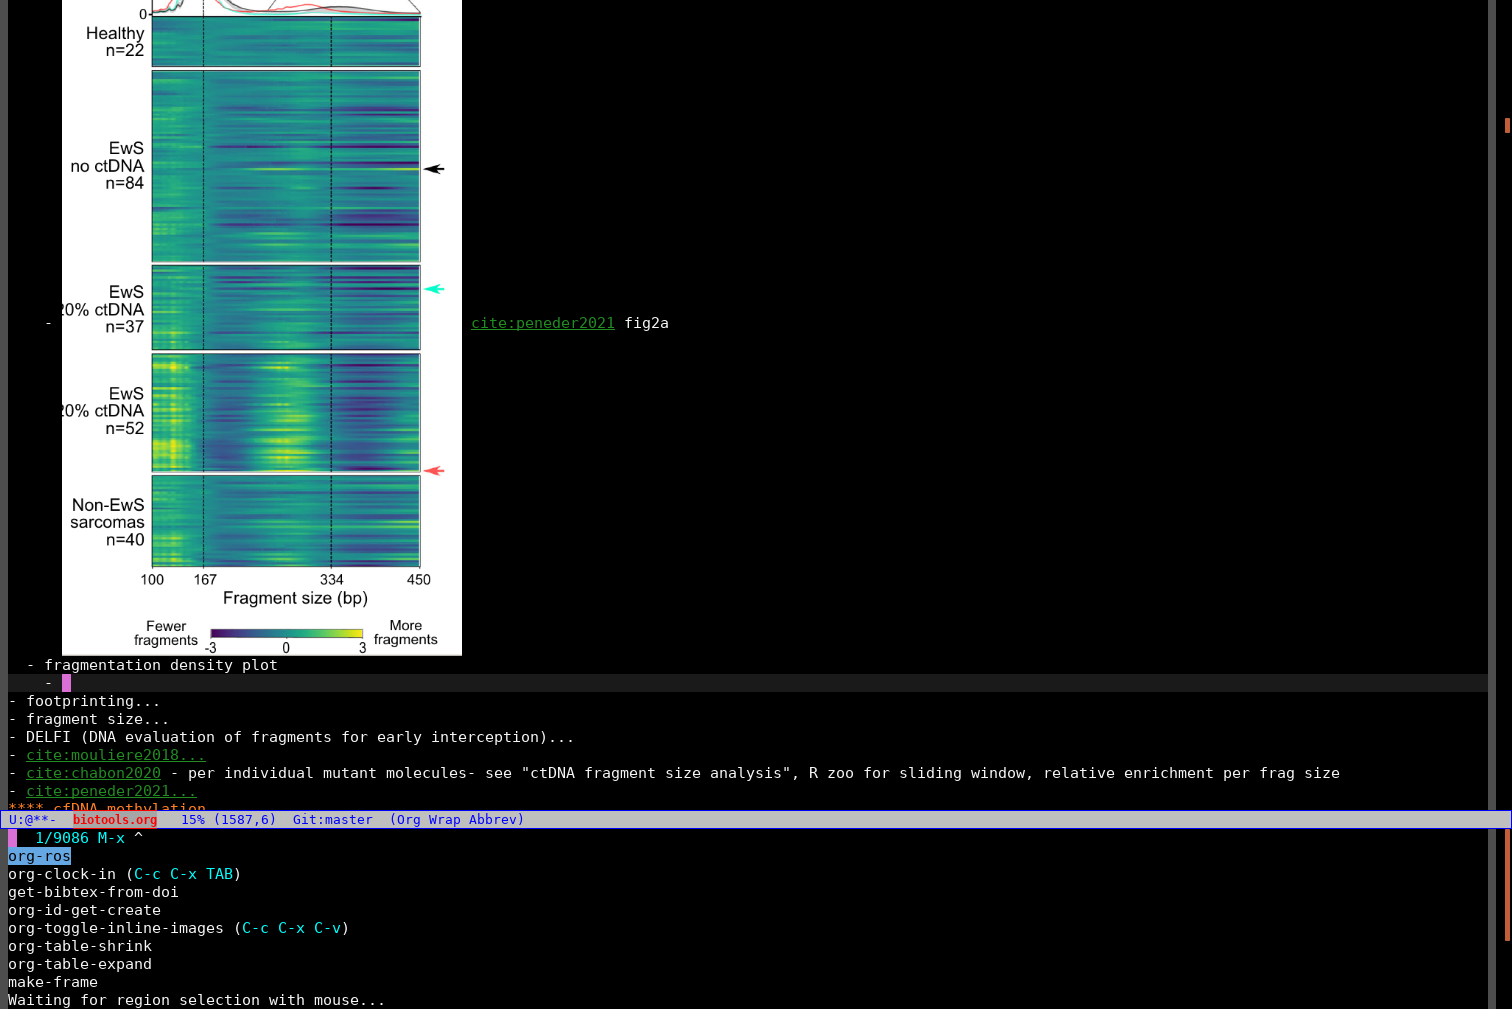 0
Healthy
n=22
EwS
no ctDNA
n=84
EwS
20% ctDNA
n=37
- cite:peneder2021 fig2a
EwS
20% ctDNA
n=52
Non-EwS
sarcomas
n=40
100 167 334 450
Fragment size (bp)
Fewer fragments
More fragments
-3 0 3
- fragmentation density plot
-
- footprinting...
- fragment size...
- DELFI (DNA evaluation of fragments for early interception)...
- cite:mouliere2018...
- cite:chabon2020 - per individual mutant molecules- see "ctDNA fragment size analysis", R zoo for sliding window, relative enrichment per frag size
- cite:peneder2021...
**** cfDNA methylation
U:@**- biotools.org 15% (1587,6) Git:master (Org Wrap Abbrev)
1/9086 M-x ^
org-ros
org-clock-in (C-c C-x TAB)
get-bibtex-from-doi
org-id-get-create
org-toggle-inline-images (C-c C-x C-v)
org-table-shrink
org-table-expand
make-frame
Waiting for region selection with mouse...